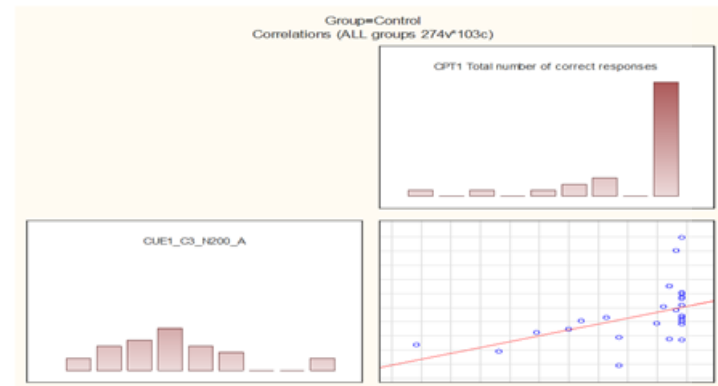 Group=Control
Correlations (ALL groups 274v*103c)
CPT1 Total number of correct responses
CUE1_C3_N200_A